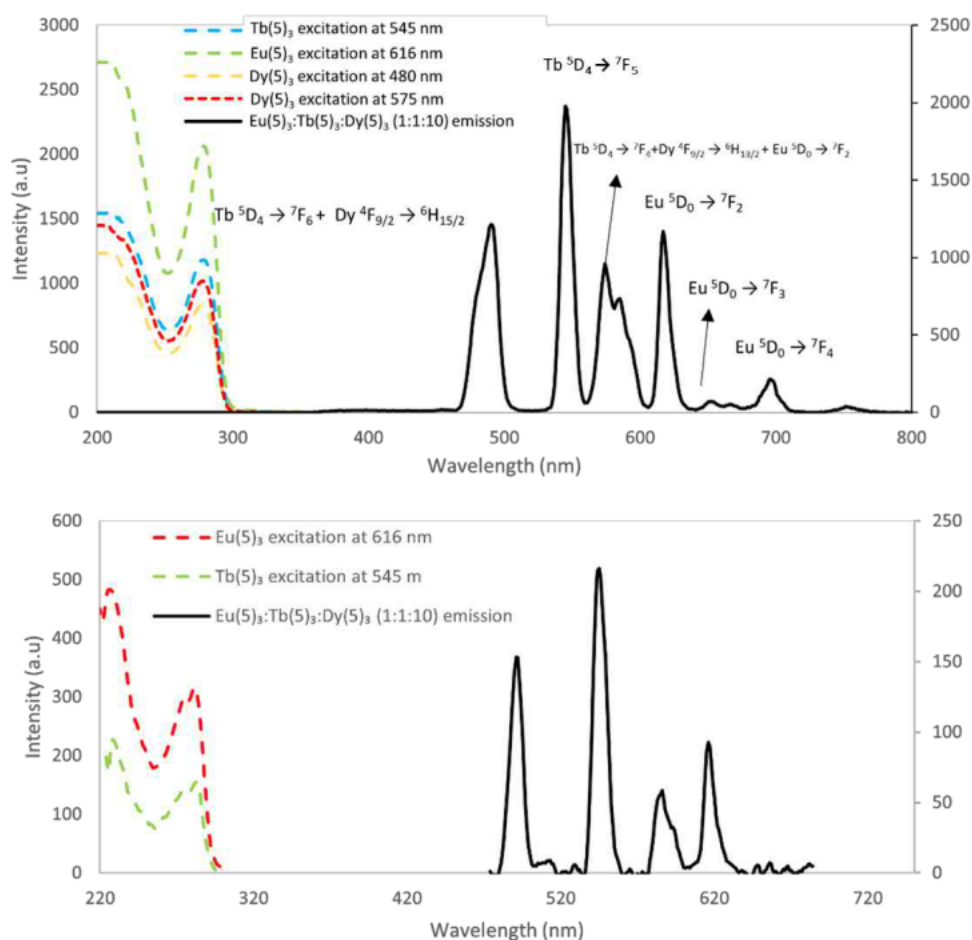 3000
2500
2000
1500
1000
500
0
Intensity (a.u)
Tb(5)₃ excitation at 545 nm
Eu(5)₃ excitation at 616 nm
Dy(5)₃ excitation at 480 nm
Dy(5)₃ excitation at 575 nm
Eu(5)₃:Tb(5)₃:Dy(5)₃ (1:1:10) emission
Tb ⁵D₄ → ⁷F₅
Tb ⁵D₄ → ⁷F₄+Dy ⁴F₉/₂ → ⁶H₁₃/₂ + Eu ⁵D₀ → ⁷F₂
Tb ⁵D₄ → ⁷F₆ + Dy ⁴F₉/₂ → ⁶H₁₅/₂
Eu ⁵D₀ → ⁷F₂
Eu ⁵D₀ → ⁷F₃
Eu ⁵D₀ → ⁷F₄
2500
2000
1500
1000
500
0
200 300 400 500 600 700 800
Wavelength (nm)
600
500
400
300
200
100
0
Intensity (a.u)
Eu(5)₃ excitation at 616 nm
Tb(5)₃ excitation at 545 m
Eu(5)₃:Tb(5)₃:Dy(5)₃ (1:1:10) emission
250
200
150
100
50
0
220 320 420 520 620 720
Wavelength (nm)